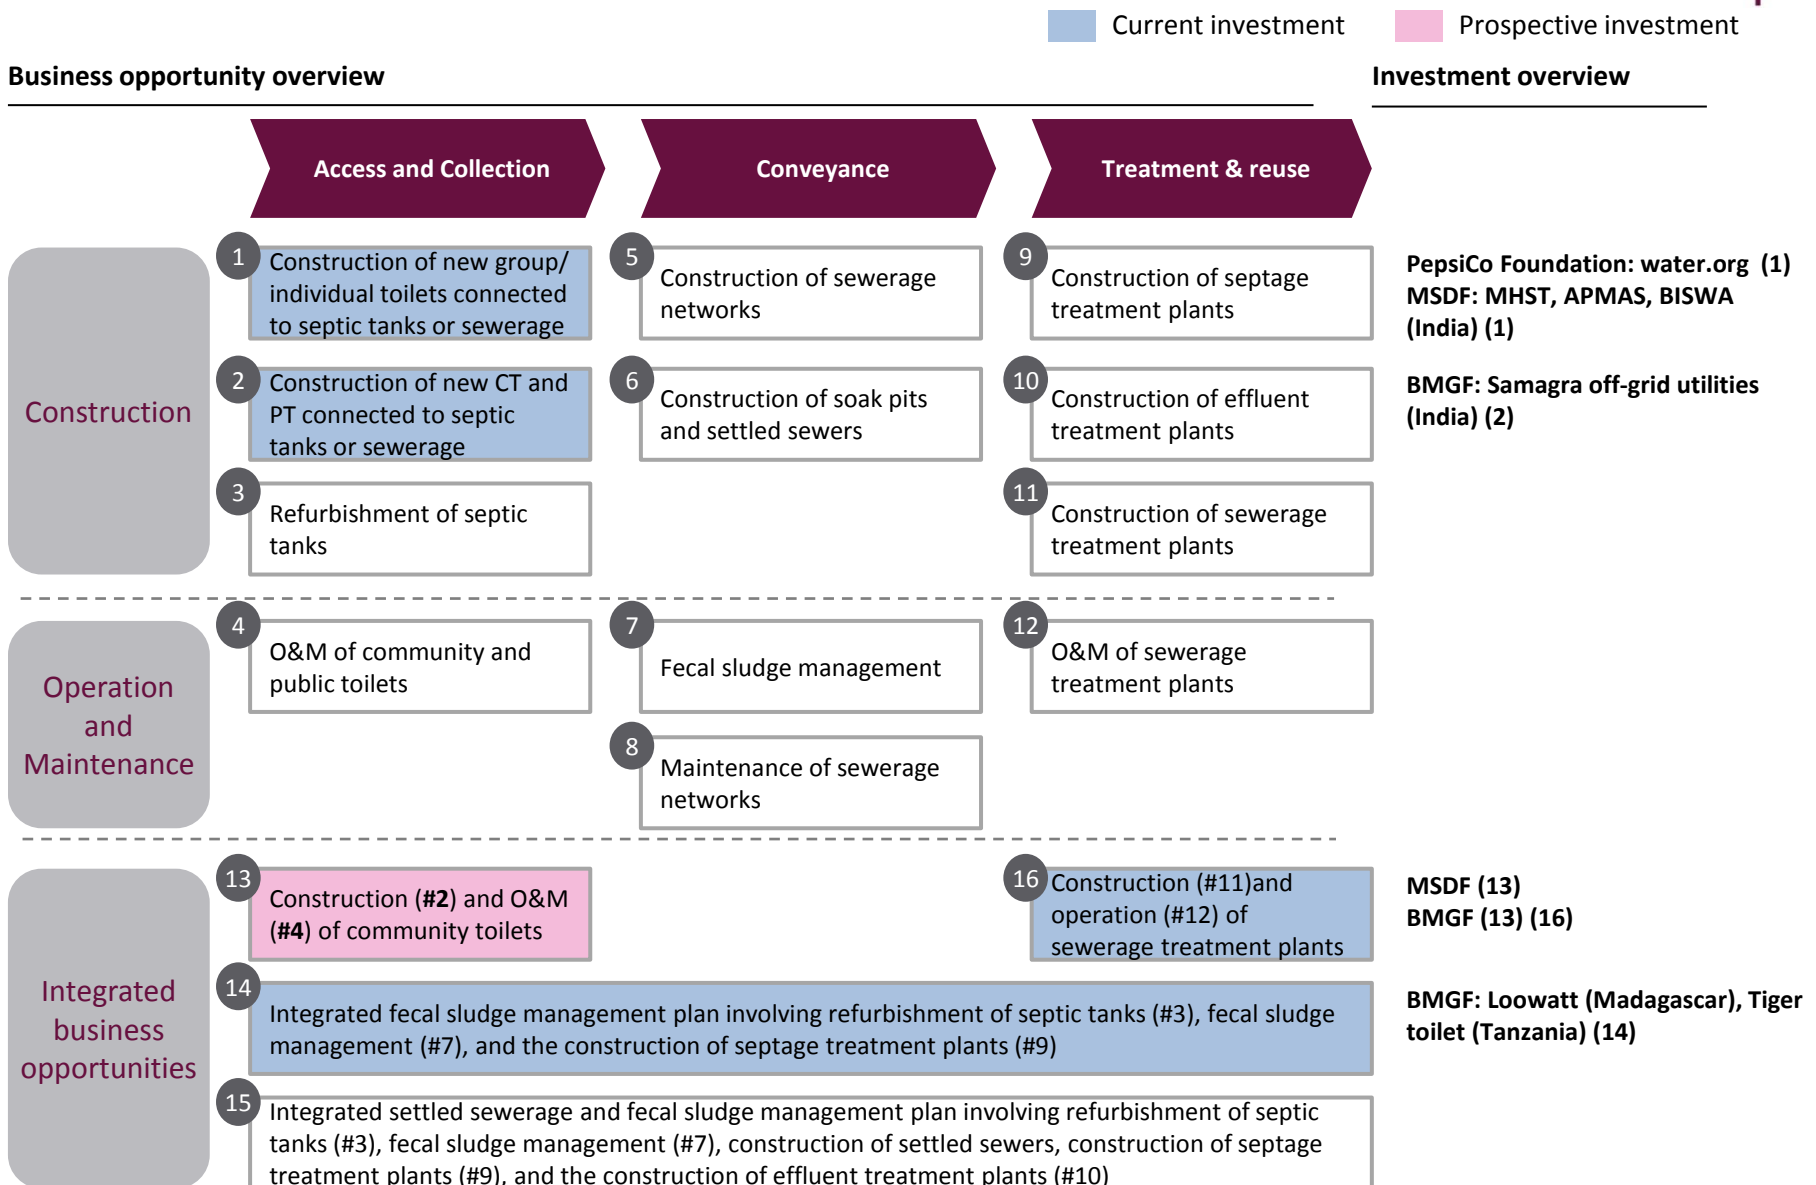 Current investment
Prospective investment
Business opportunity overview
Investment overview
Access and Collection
Conveyance
Treatment & reuse
Construction
1
Construction of new group/
individual toilets connected
to septic tanks or sewerage
5
Construction of sewerage
networks
9
Construction of septage
treatment plants
PepsiCo Foundation: water.org (1)
MSDF: MHST, APMAS, BISWA
(India) (1)
2
Construction of new CT and
PT connected to septic
tanks or sewerage
6
Construction of soak pits
and settled sewers
10
Construction of effluent
treatment plants
BMGF: Samagra off-grid utilities
(India) (2)
3
Refurbishment of septic
tanks
11
Construction of sewerage
treatment plants
Operation
and
Maintenance
4
O&M of community and
public toilets
7
Fecal sludge management
12
O&M of sewerage
treatment plants
8
Maintenance of sewerage
networks
Integrated
business
opportunities
13
Construction (#2) and O&M
(#4) of community toilets
16
Construction (#11)and
operation (#12) of
sewerage treatment plants
MSDF (13)
BMGF (13) (16)
14
Integrated fecal sludge management plan involving refurbishment of septic tanks (#3), fecal sludge
management (#7), and the construction of septage treatment plants (#9)
BMGF: Loowatt (Madagascar), Tiger
toilet (Tanzania) (14)
15
Integrated settled sewerage and fecal sludge management plan involving refurbishment of septic
tanks (#3), fecal sludge management (#7), construction of settled sewers, construction of septage
treatment plants (#9), and the construction of effluent treatment plants (#10)